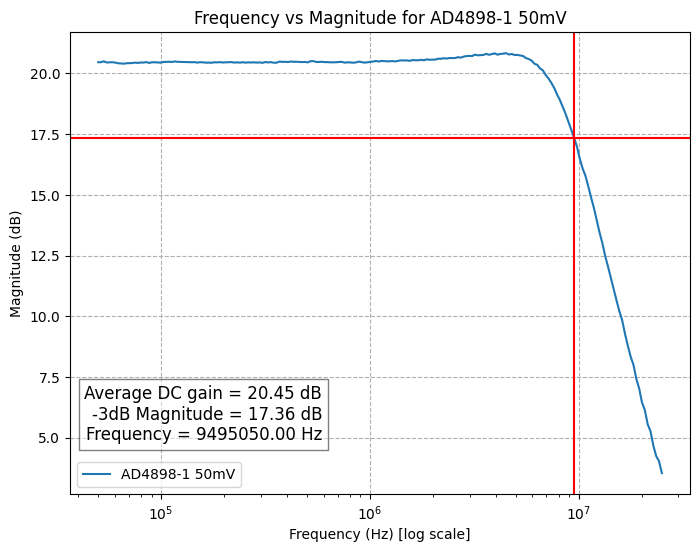 Frequency vs Magnitude for AD4898-1 50mV
20.0
17.5
15.0
12.5
10.0
7.5
5.0
Magnitude (dB)
Average DC gain = 20.45 dB
-3dB Magnitude = 17.36 dB
Frequency = 9495050.00 Hz
AD4898-1 50mV
10⁵
10⁶
10⁷
Frequency (Hz) [log scale]